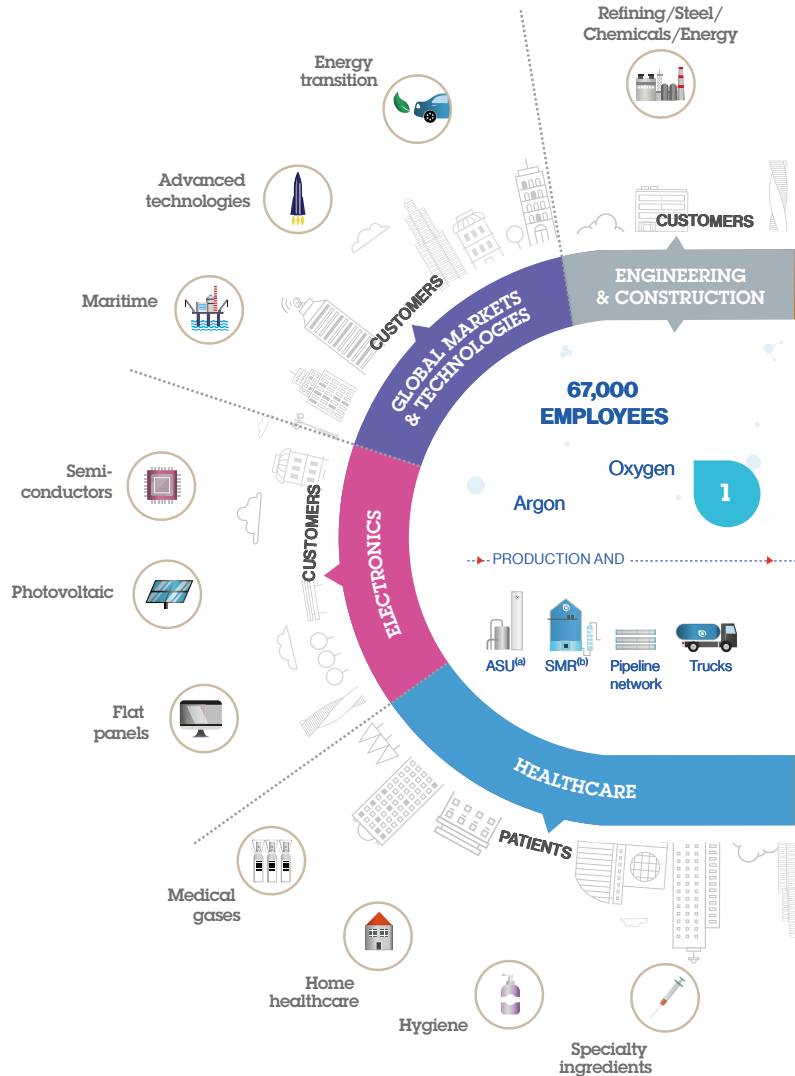 Refining/Steel/
Chemicals/Energy
Energy
transition
Advanced
technologies
Maritime
CUSTOMERS
ENGINEERING
& CONSTRUCTION
CUSTOMERS
GLOBAL MARKETS
& TECHNOLOGIES
67,000
EMPLOYEES
Oxygen
1
Argon
Semi-
conductors
Photovoltaic
Flat
panels
CUSTOMERS
ELECTRONICS
PRODUCTION AND
ASU(a)
SMR(b)
Pipeline
network
Trucks
HEALTHCARE
PATIENTS
Medical
gases
Home
healthcare
Hygiene
Specialty
ingredients